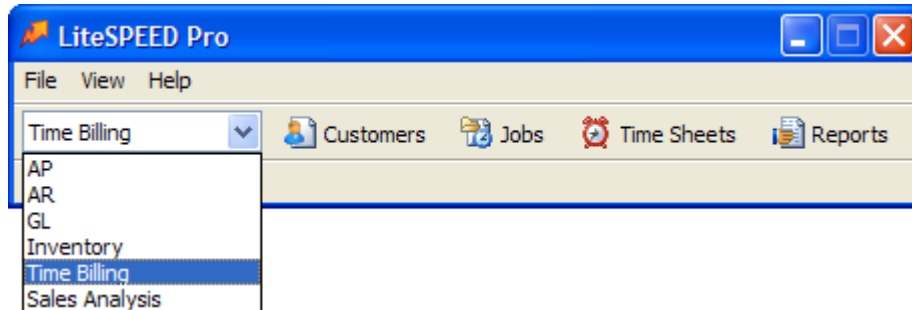 LiteSPEED Pro
File View Help
Time Billing Customers Jobs Time Sheets Reports
AP
AR
GL
Inventory
Time Billing
Sales Analysis